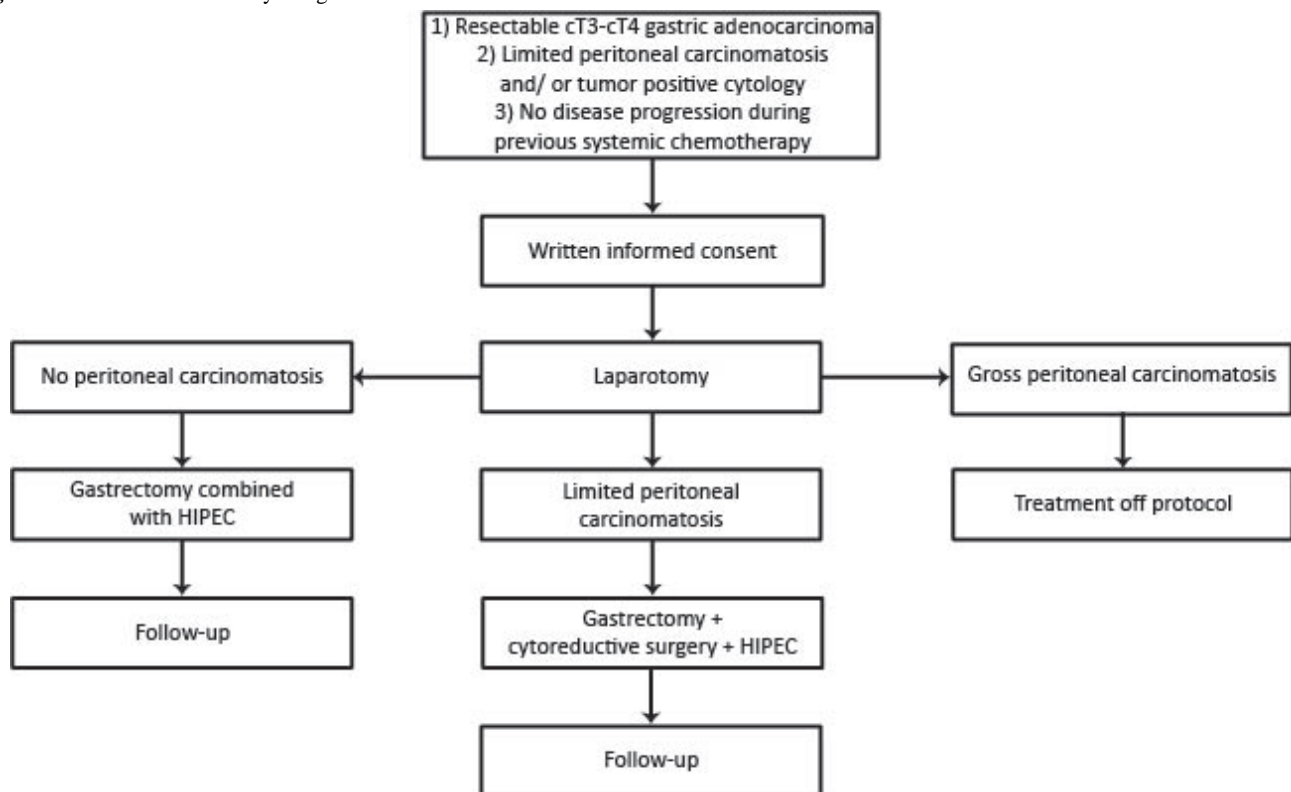 1) Resectable cT3-cT4 gastric adenocarcinoma
2) Limited peritoneal carcinomatosis
and/ or tumor positive cytology
3) No disease progression during
previous systemic chemotherapy
Written informed consent
No peritoneal carcinomatosis
Laparotomy
Gross peritoneal carcinomatosis
Gastrectomy combined
with HIPEC
Limited peritoneal
carcinomatosis
Treatment off protocol
Follow-up
Gastrectomy +
cytoreductive surgery + HIPEC
Follow-up